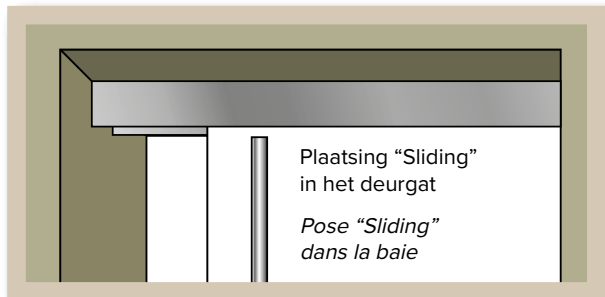 Plaatsing “Sliding”
in het deurgat
Pose “Sliding”
dans la baie